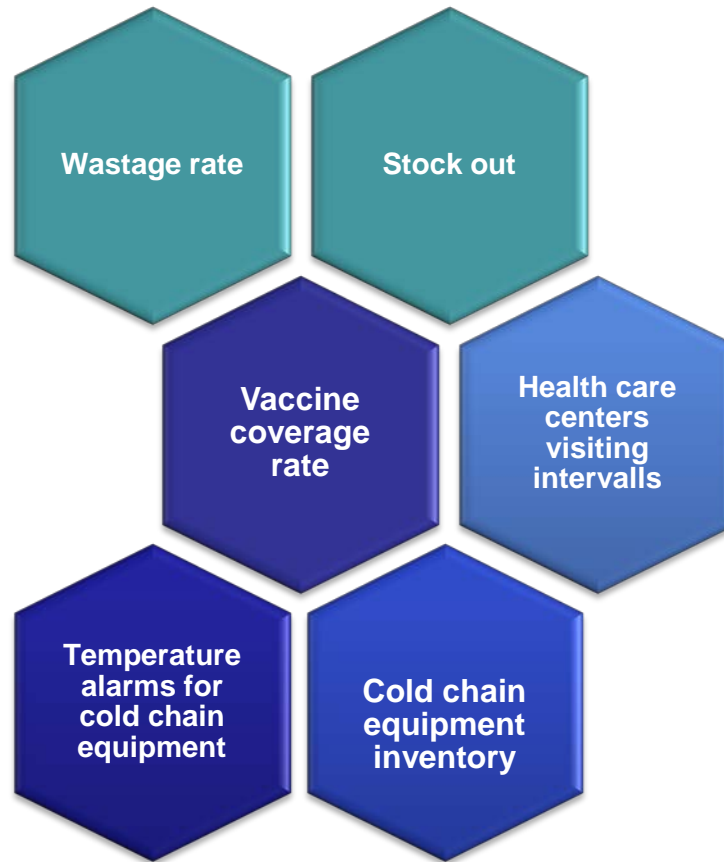 Wastage rate
Stock out
Vaccine
coverage
rate
Health care
centers
visiting
intervalls
Temperature
alarms for
cold chain
equipment
Cold chain
equipment
inventory